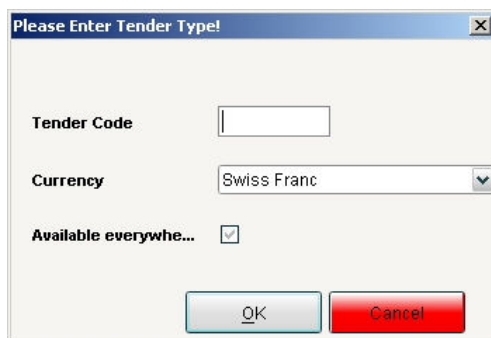 Please Enter Tender Type!
Tender Code
Currency
Swiss Franc
Available everywhe...
OK
Cancel